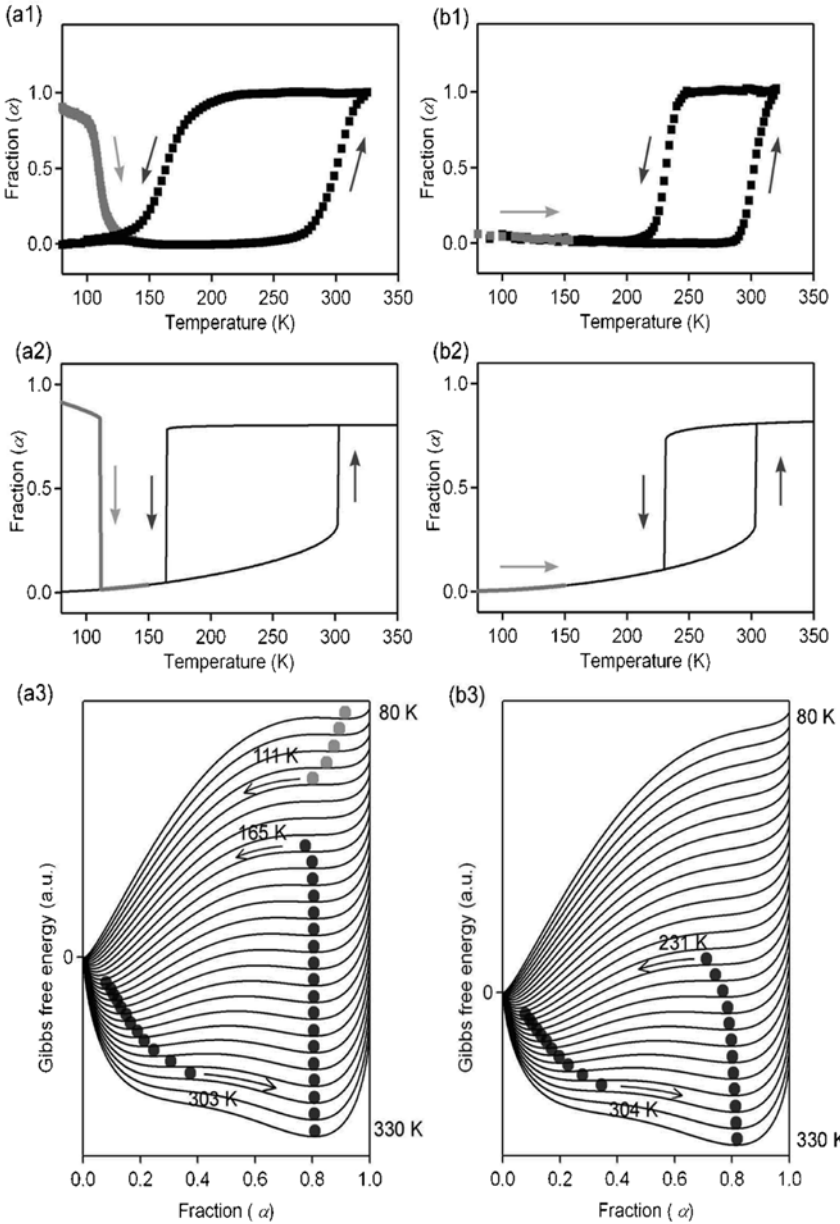 (a1)
(b1)
Fraction (α)
1.0
0.5
0.0
100 150 200 250 300 350
Temperature (K)
Fraction (α)
1.0
0.5
0.0
100 150 200 250 300 350
Temperature (K)
(a2)
(b2)
Fraction (α)
1.0
0.5
0.0
100 150 200 250 300 350
Temperature (K)
Fraction (α)
1.0
0.5
0.0
100 150 200 250 300 350
Temperature (K)
(a3)
(b3)
Gibbs free energy (a.u.)
0
80 K
111 K
165 K
303 K
330 K
0.0 0.2 0.4 0.6 0.8 1.0
Fraction ( α)
Gibbs free energy (a.u.)
0
80 K
231 K
304 K
330 K
0.0 0.2 0.4 0.6 0.8 1.0
Fraction (α)